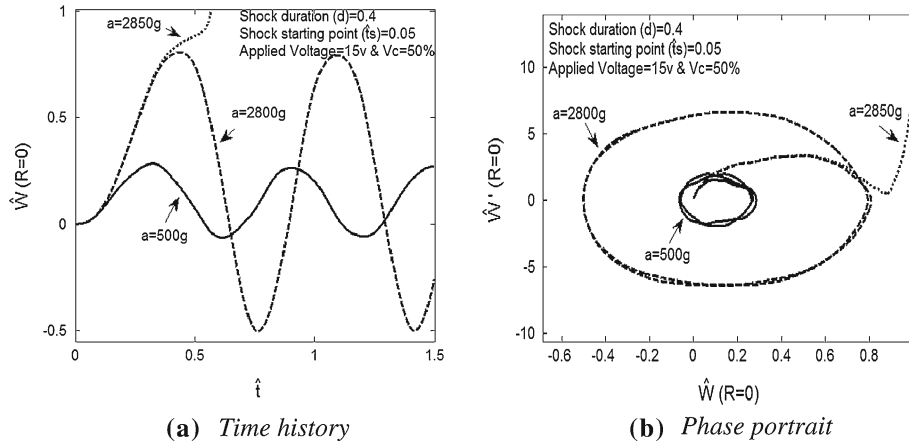 a=2850g
Shock duration (d)=0.4
Shock starting point (t̂s)=0.05
Applied Voltage=15v & Vc=50%
a=2800g
a=500g
1
0.5
0
-0.5
0
0.5
1
1.5
Ŵ (R=0)
t̂
(a) Time history
Shock duration (d)=0.4
Shock starting point (t̂s)=0.05
Applied Voltage=15v & Vc=50%
a=2800g
a=2850g
a=500g
10
5
0
-5
-10
-0.6
-0.4
-0.2
0
0.2
0.4
0.6
0.8
Ŵ ' (R=0)
Ŵ (R=0)
(b) Phase portrait